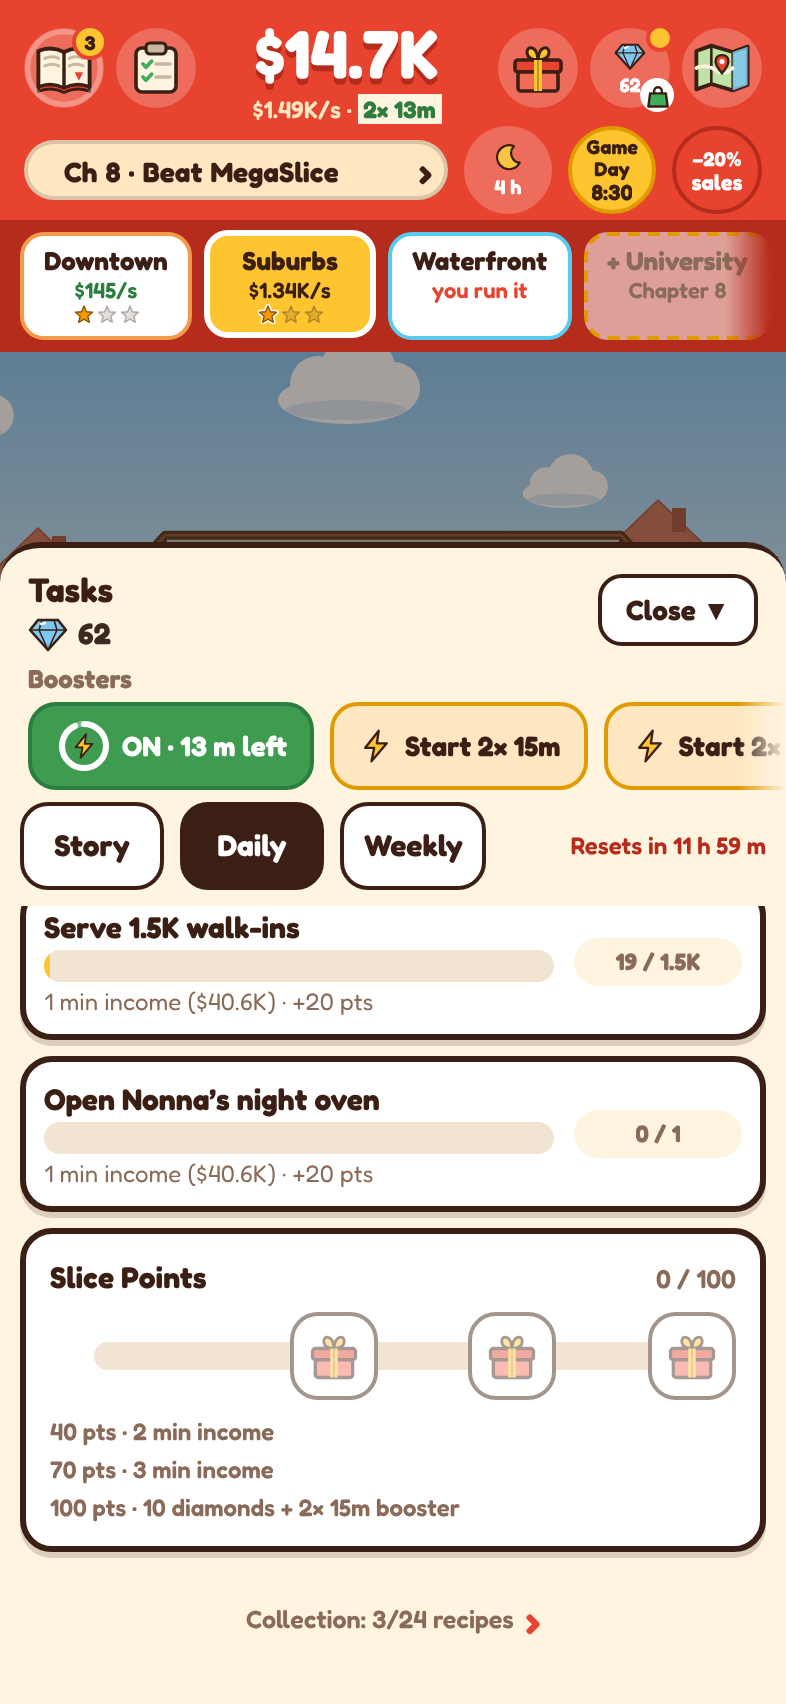 3
$14.7K
$1.49K/s · 2x 13m
62
Ch 8 · Beat MegaSlice
4 h
Game
Day
8:30
-20%
sales
Downtown
$145/s
Suburbs
$1.34K/s
Waterfront
you run it
+ University
Chapter 8
Tasks
62
Close ▼
Boosters
ON · 13 m left
Start 2x 15m
Start 2x
Story
Daily
Weekly
Resets in 11 h 59 m
Serve 1.5K walk-ins
19 / 1.5K
1 min income ($40.6K) · +20 pts
Open Nonna's night oven
0 / 1
1 min income ($40.6K) · +20 pts
Slice Points
0 / 100
40 pts · 2 min income
70 pts · 3 min income
100 pts · 10 diamonds + 2x 15m booster
Collection: 3/24 recipes